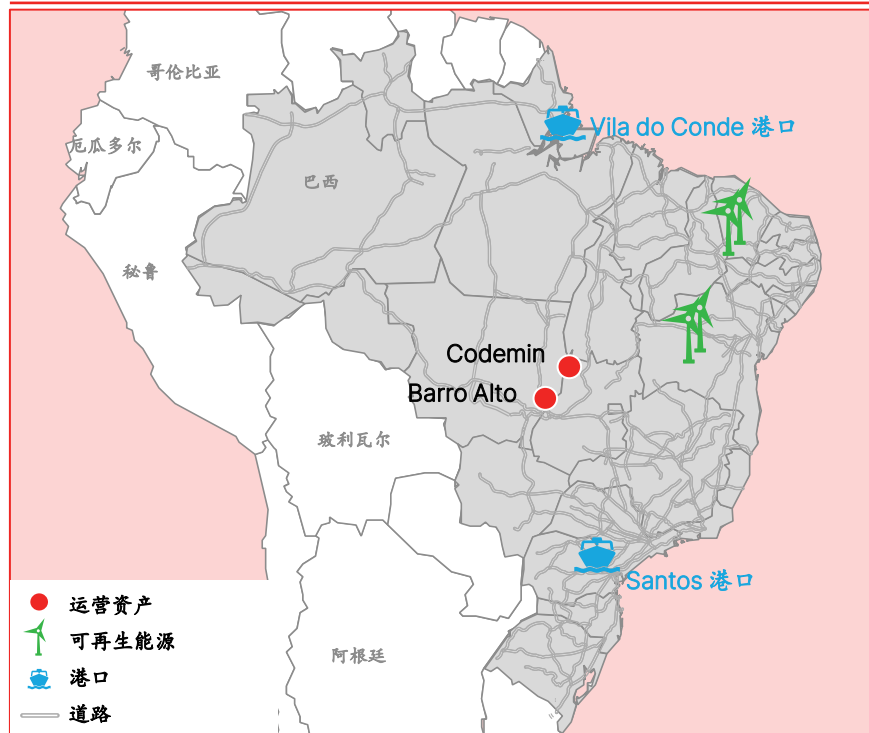 哥伦比亚
Vila do Conde 港口
厄瓜多尔
巴西
秘鲁
Codemin
Barro Alto
玻利瓦尔
Santos 港口
阿根廷
运营资产
可再生能源
港口
道路